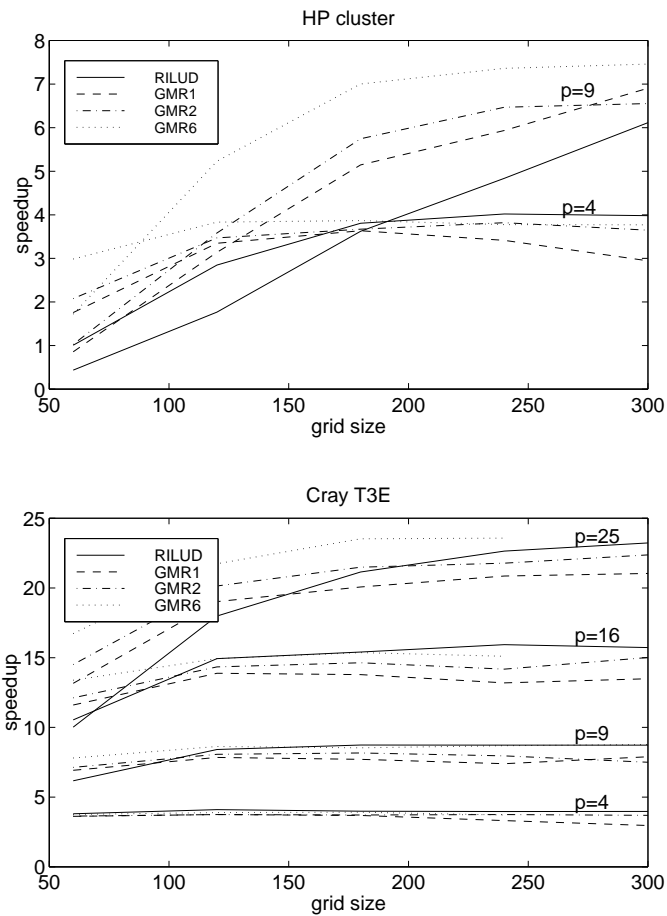 HP cluster
8
7
6
5
4
3
2
1
0
speedup
RILUD
GMR1
GMR2
GMR6
p=9
p=4
50 100 150 200 250 300
grid size
Cray T3E
25
20
15
10
5
0
speedup
RILUD
GMR1
GMR2
GMR6
p=25
p=16
p=9
p=4
50 100 150 200 250 300
grid size